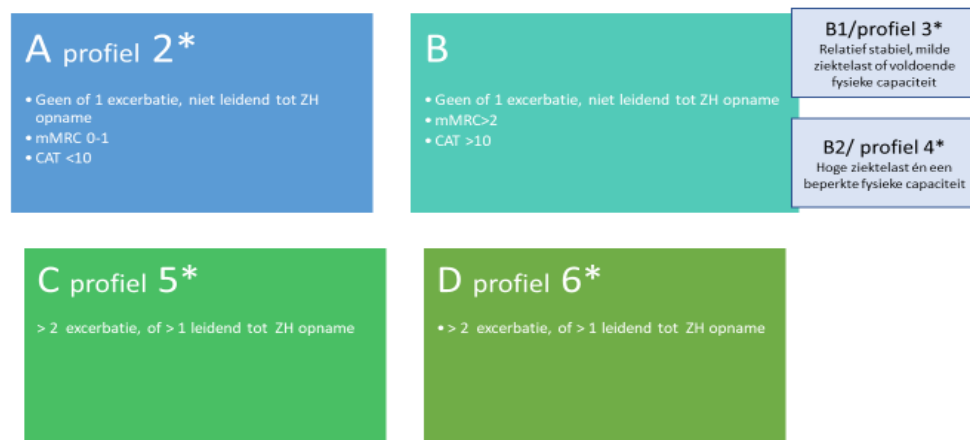 A profiel 2*
• Geen of 1 excerbatie, niet leidend tot ZH
opname
• mMRC 0-1
• CAT <10
B
• Geen of 1 excerbatie, niet leidend tot ZH opname
• mMRC>2
• CAT >10
B1/profiel 3*
Relatief stabiel, milde
ziektelast of voldoende
fysieke capaciteit
B2/ profiel 4*
Hoge ziektelast én een
beperkte fysieke capaciteit
C profiel 5*
> 2 excerbatie, of > 1 leidend tot ZH opname
D profiel 6*
• > 2 excerbatie, of > 1 leidend tot ZH opname